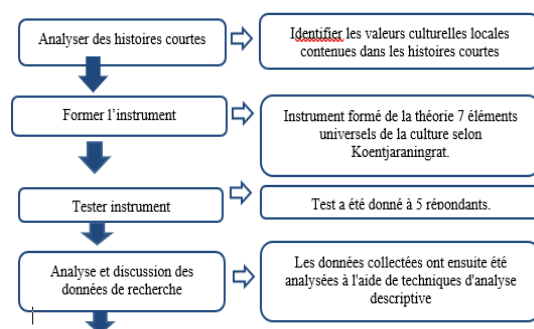 Analyser des histoires courtes
Identifier les valeurs culturelles locales
contenues dans les histoires courtes
Former l'instrument
Instrument formé de la théorie 7 éléments
universels de la culture selon
Koentjaraningrat.
Tester instrument
Test a été donné à 5 répondants.
Analyse et discussion des
données de recherche
Les données collectées ont ensuite été
analysées à l'aide de techniques d'analyse
descriptive